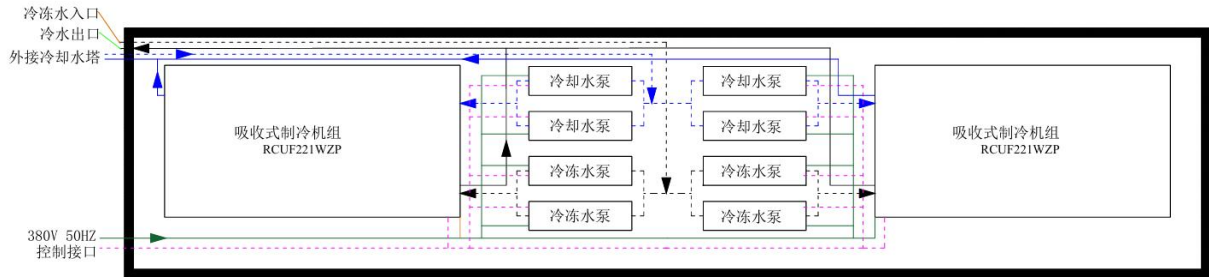 冷冻水入口
冷水出口
外接冷却水塔
吸收式制冷机组
RCUF221WZP
冷却水泵
冷却水泵
冷冻水泵
冷冻水泵
冷却水泵
冷却水泵
冷冻水泵
冷冻水泵
吸收式制冷机组
RCUF221WZP
380V 50HZ
控制接口